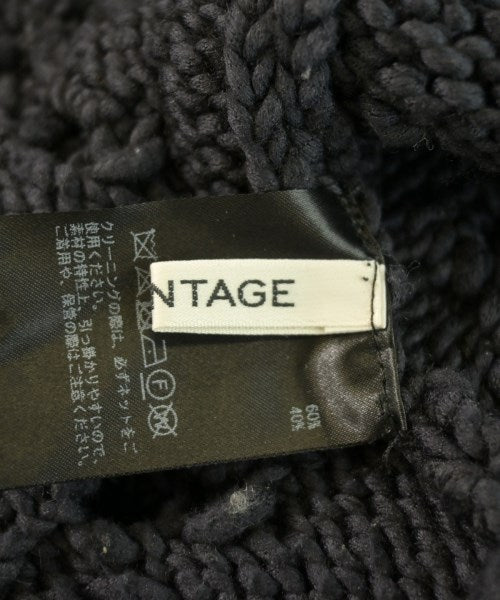 NTAGE
クリーニングの際は、必ずネットをご
使用ください。
素材の特性上、引っ掛かりやすいので、
ご着用や、保管の際はご注意ください。
F
60%
40%